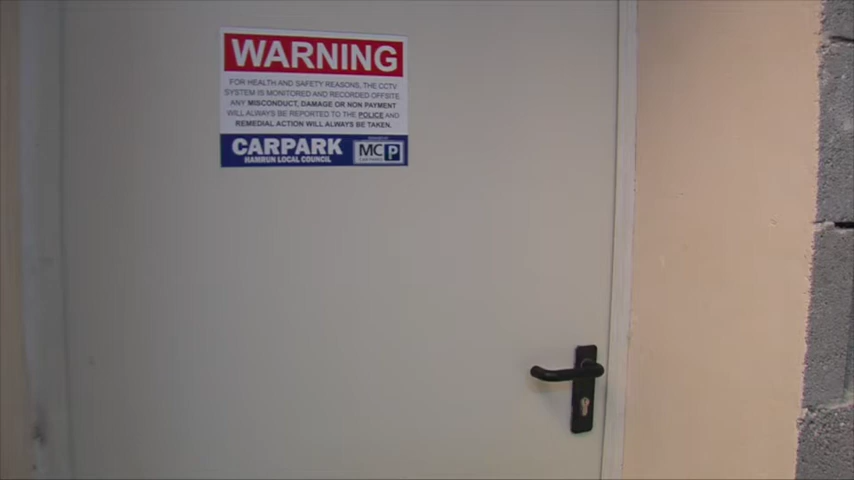 WARNING
FOR HEALTH AND SAFETY REASONS, THE CCTV
SYSTEM IS MONITORED AND RECORDED OFFSITE
ANY MISCONDUCT, DAMAGE OR NON PAYMENT
WILL ALWAYS BE REPORTED TO THE POLICE AND
REMEDIAL ACTION WILL ALWAYS BE TAKEN.
CARPARK
HAMRUN LOCAL COUNCIL
MCP